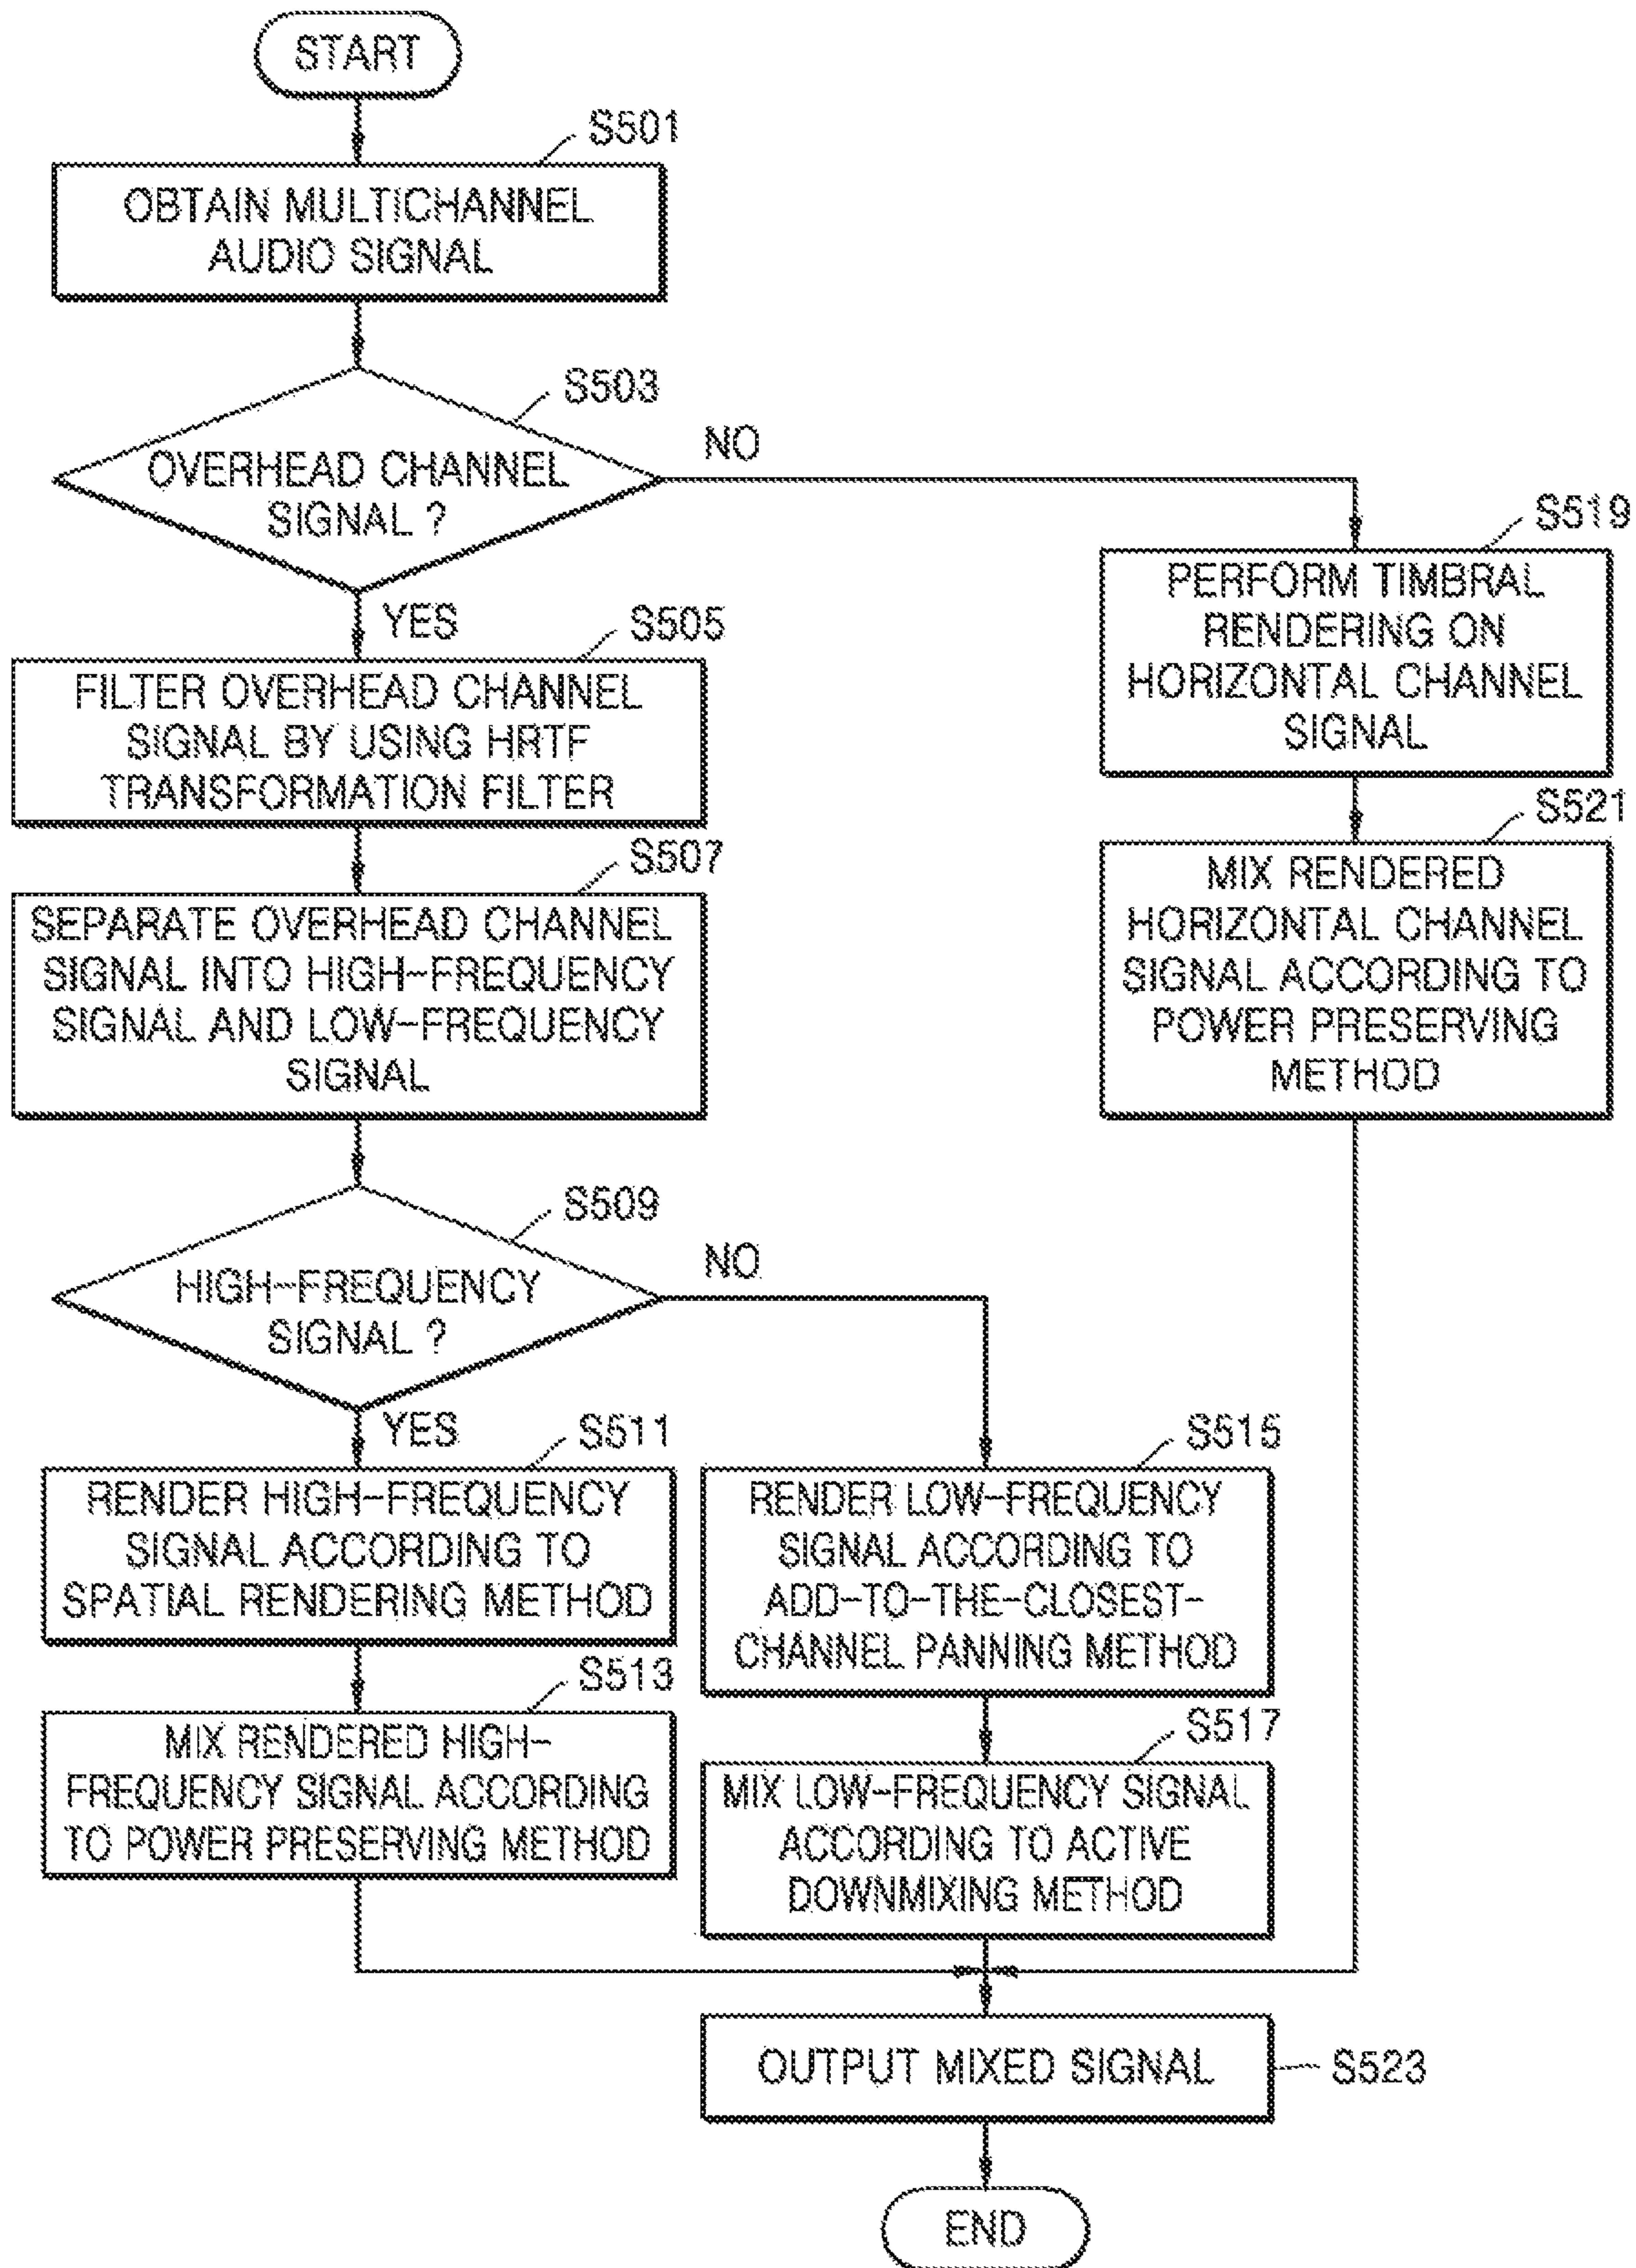 START
S501
OBTAIN MULTICHANNEL
AUDIO SIGNAL
S503
OVERHEAD CHANNEL
SIGNAL ?
NO
YES
S505
FILTER OVERHEAD CHANNEL
SIGNAL BY USING HRTF
TRANSFORMATION FILTER
S507
SEPARATE OVERHEAD CHANNEL
SIGNAL INTO HIGH-FREQUENCY
SIGNAL AND LOW-FREQUENCY
SIGNAL
S509
HIGH-FREQUENCY
SIGNAL ?
NO
YES
S511
RENDER HIGH-FREQUENCY
SIGNAL ACCORDING TO
SPATIAL RENDERING METHOD
S513
MIX RENDERED HIGH-
FREQUENCY SIGNAL ACCORDING
TO POWER PRESERVING METHOD
S515
RENDER LOW-FREQUENCY
SIGNAL ACCORDING TO
ADD-TO-THE-CLOSEST-
CHANNEL PANNING METHOD
S517
MIX LOW-FREQUENCY SIGNAL
ACCORDING TO ACTIVE
DOWNMIXING METHOD
S519
PERFORM TIMBRAL
RENDERING ON
HORIZONTAL CHANNEL
SIGNAL
S521
MIX RENDERED
HORIZONTAL CHANNEL
SIGNAL ACCORDING TO
POWER PRESERVING
METHOD
OUTPUT MIXED SIGNAL
S523
END